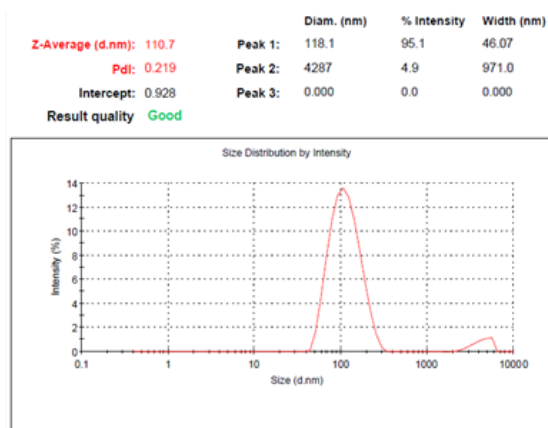 Diam. (nm) % Intensity Width (nm)
Z-Average (d.nm): 110.7 Peak 1: 118.1 95.1 46.07
PdI: 0.219 Peak 2: 4287 4.9 971.0
Intercept: 0.928 Peak 3: 0.000 0.0 0.000
Result quality Good
Size Distribution by Intensity
14
12
10
8
6
4
2
0
Intensity (%)
0.1 1 10 100 1000 10000
Size (d.nm)